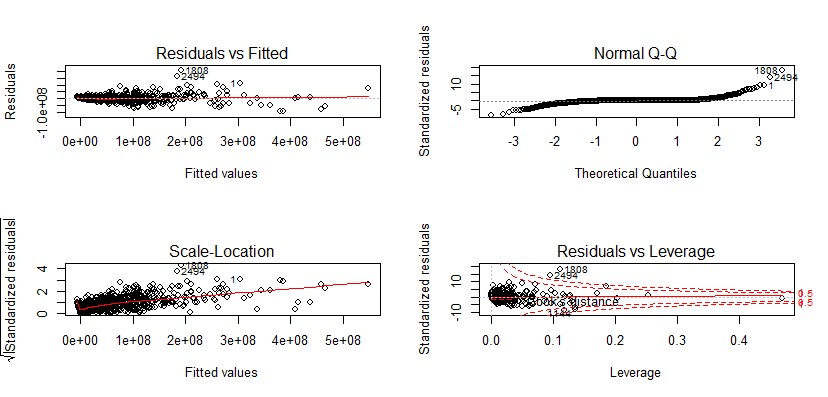 Residuals vs Fitted
Residuals
-1.0e+08
1808
2494
1
0e+00 1e+08 2e+08 3e+08 4e+08 5e+08
Fitted values
Normal Q-Q
Standardized residuals
-5 10
1808
2494
1
-3 -2 -1 0 1 2 3
Theoretical Quantiles
Scale-Location
√|Standardized residuals|
0 2 4
1808
2494
1
0e+00 1e+08 2e+08 3e+08 4e+08 5e+08
Fitted values
Residuals vs Leverage
Standardized residuals
-10 10
1808
2494
Cook's distance
0.5
0.5
0.0 0.1 0.2 0.3 0.4
Leverage